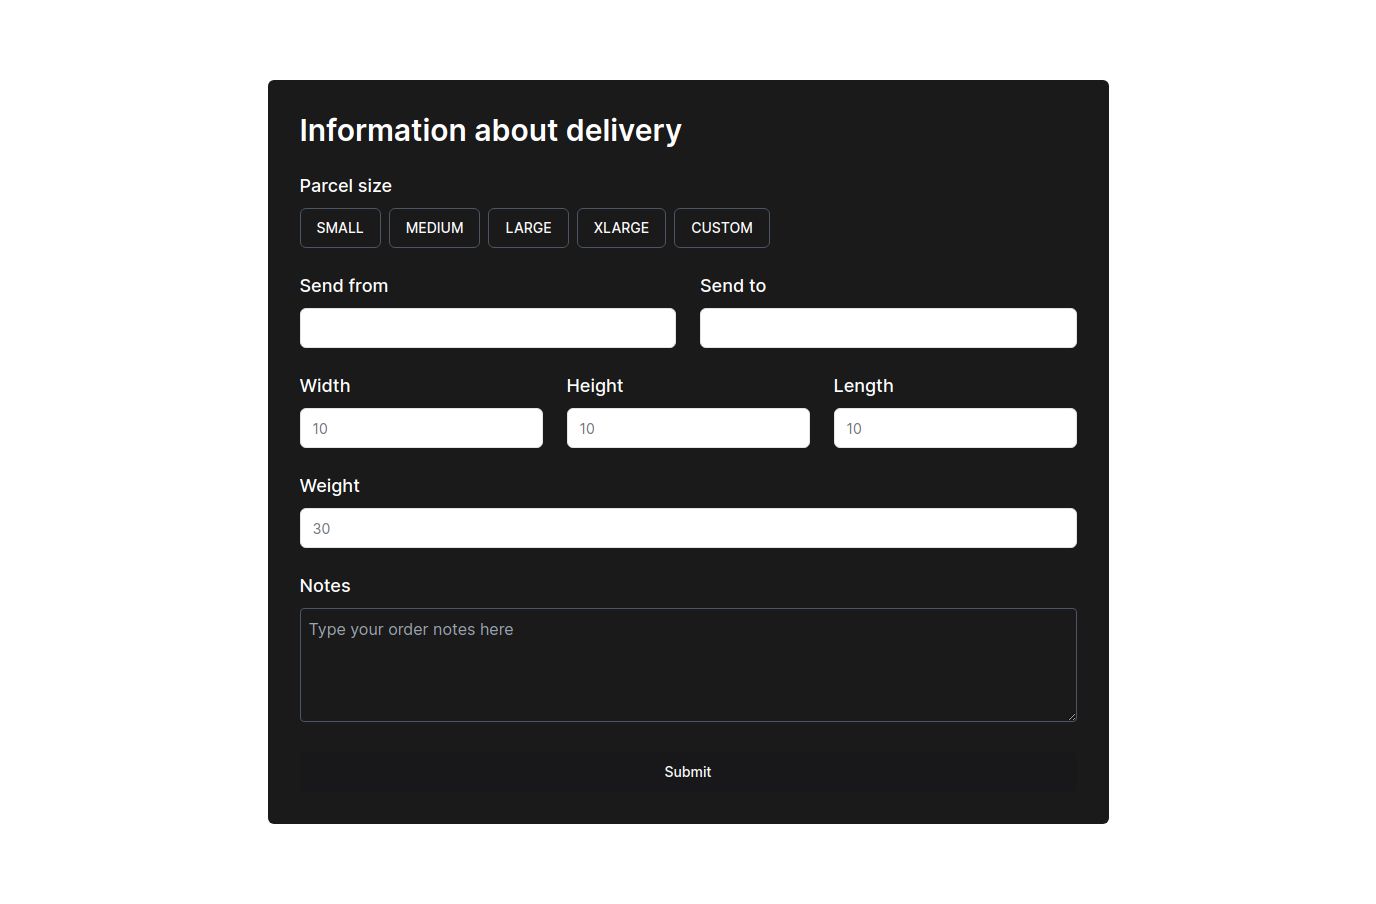 Information about delivery
Parcel size
SMALL MEDIUM LARGE XLARGE CUSTOM
Send from Send to
Width Height Length
10 10 10
Weight
30
Notes
Type your order notes here
Submit